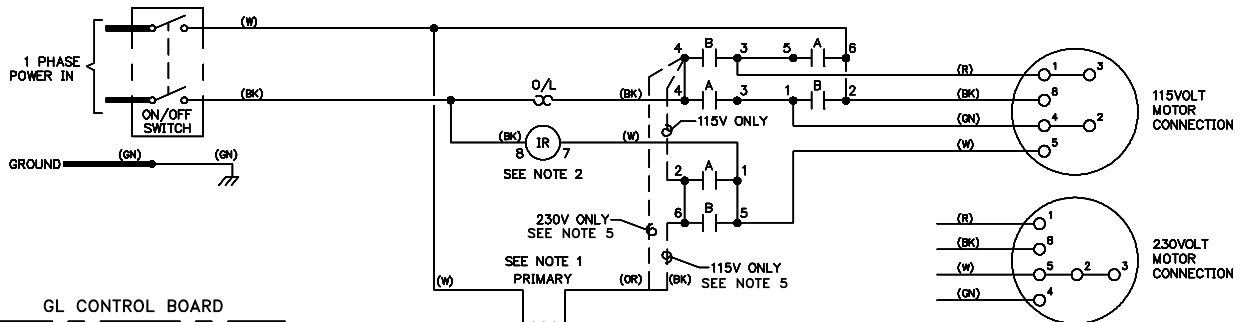 1 PHASE
POWER IN
ON/OFF
SWITCH
GROUND
(GN)
(GN)
(W)
(BK)
O/L
(BK)
(BK)
8
IR
7
(W)
SEE NOTE 2
4
B
3
5
A
6
4
A
3
1
B
2
115V ONLY
2
A
1
6
B
5
230V ONLY
SEE NOTE 5
115V ONLY
SEE NOTE 5
SEE NOTE 1
PRIMARY
(W)
(OR)
(BK)
(R)
(BK)
(GN)
(W)
1
3
8
4
2
5
115VOLT
MOTOR
CONNECTION
(R)
(BK)
(W)
(GN)
1
8
5
2
3
4
230VOLT
MOTOR
CONNECTION
GL CONTROL BOARD